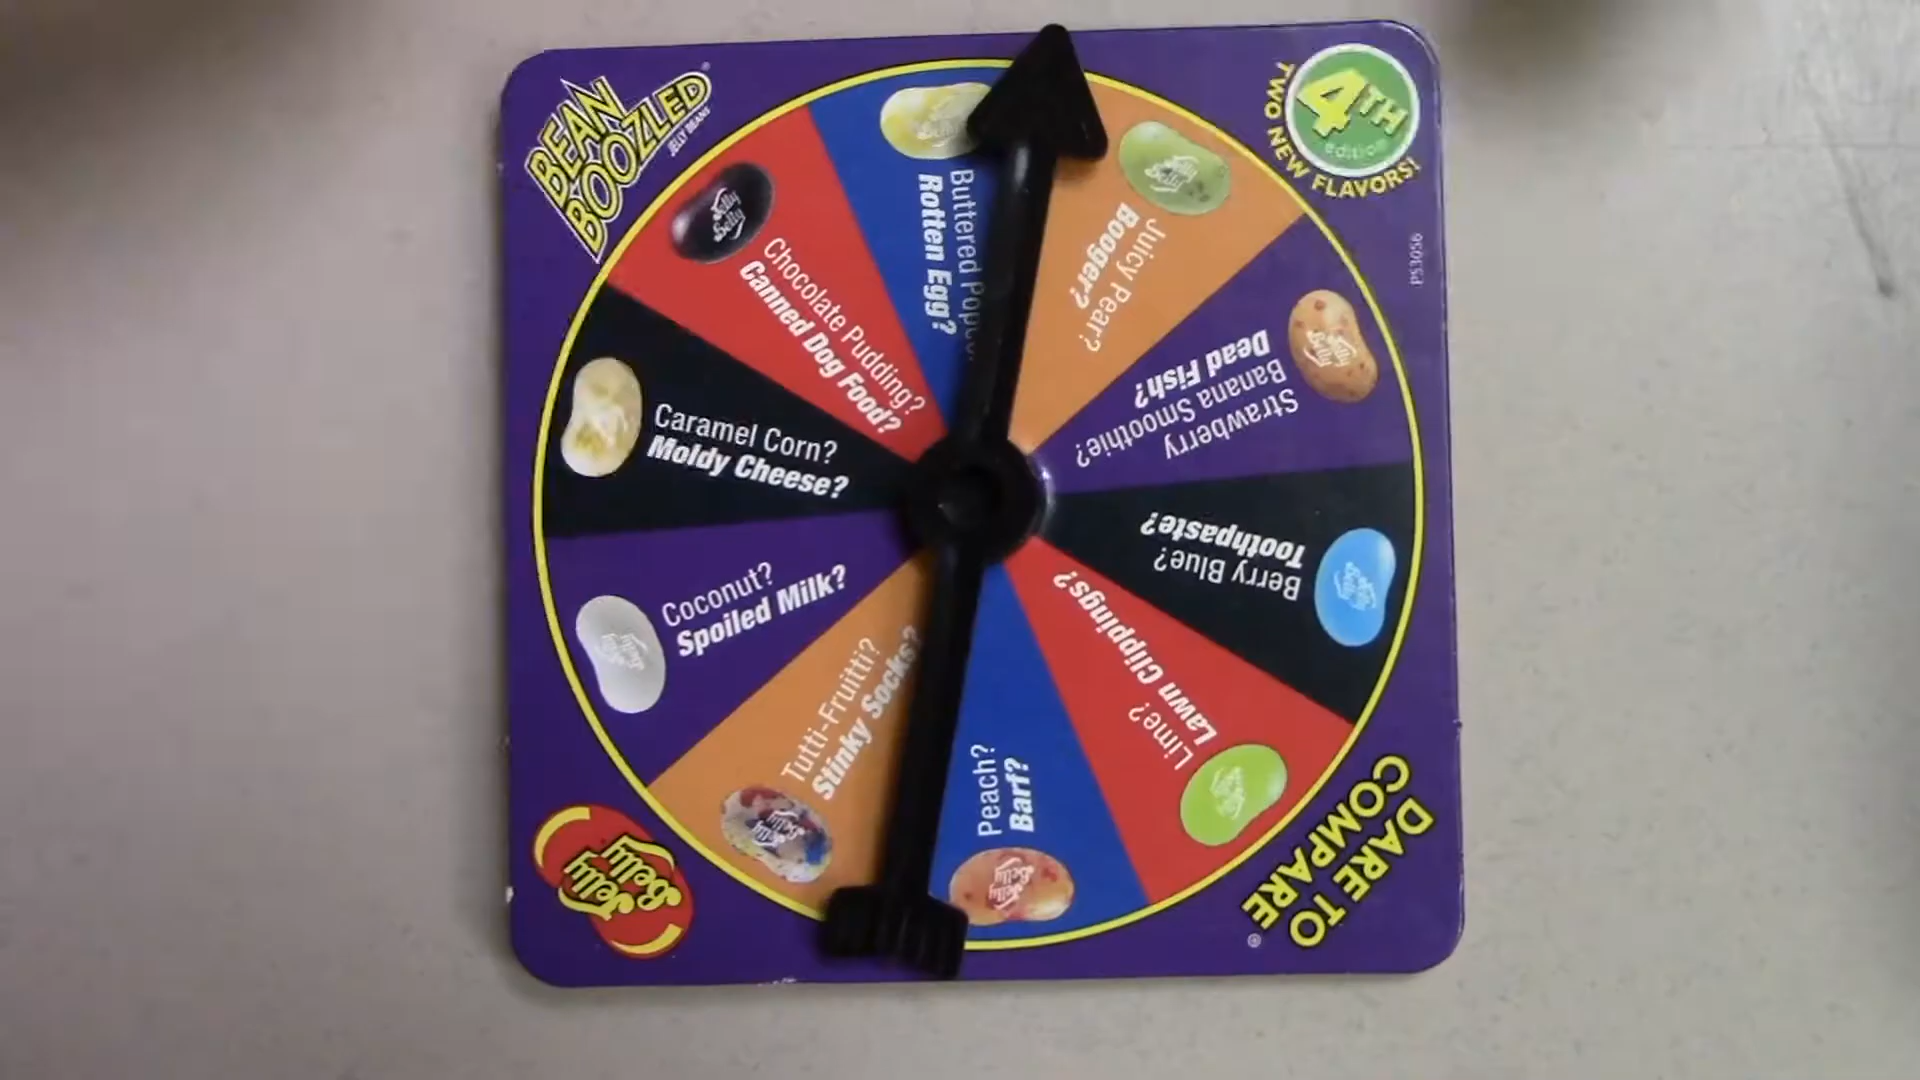 BEAN
BOOZLED
JELLY BEANS
4TH
edition
TWO NEW FLAVORS!
PS3056
Buttered
Rotten Egg?
Juicy Pear?
Booger?
Strawberry
Banana Smoothie?
Dead Fish?
Berry Blue?
Toothpaste?
Lime?
Lawn Clippings?
Peach?
Barf?
Tutti-Fruitti?
Stinky Socks?
Coconut?
Spoiled Milk?
Caramel Corn?
Moldy Cheese?
Chocolate Pudding?
Canned Dog Food?
Jelly
Belly
DARE TO
COMPARE